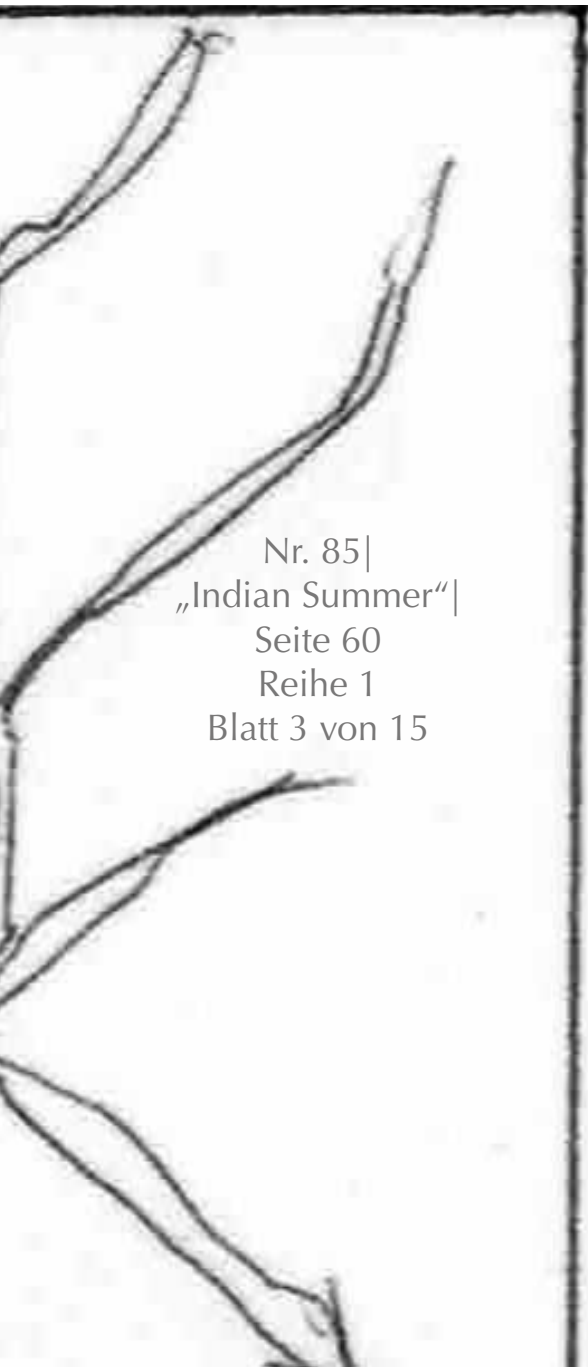 Nr. 85|
„Indian Summer“|
Seite 60
Reihe 1
Blatt 3 von 15